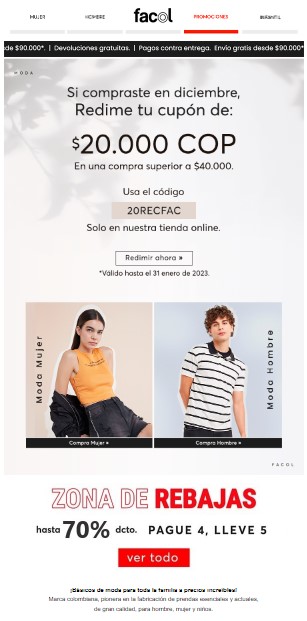 MUJER
HOMBRE
facol
PROMOCIONES
INFANTIL
de $90.000*. | Devoluciones gratuitas. | Pagos contra entrega. Envío gratis desde $90.000*
MODA
Si compraste en diciembre,
Redime tu cupón de:
$20.000 COP
En una compra superior a $40.000.
Usa el código
20RECFAC
Solo en nuestra tienda online.
Redimir ahora »
*Válido hasta el 31 enero de 2023.
Moda Mujer
Moda Hombre
Compra Mujer »
Compra Hombre »
FACOL
ZONA DE REBAJAS
hasta 70% dcto. PAGUE 4, LLEVE 5
ver todo
¡Básicos de moda para toda la familia a precios increíbles!
Marca colombiana, pionera en la fabricación de prendas esenciales y actuales,
de gran calidad, para hombre, mujer y niños.